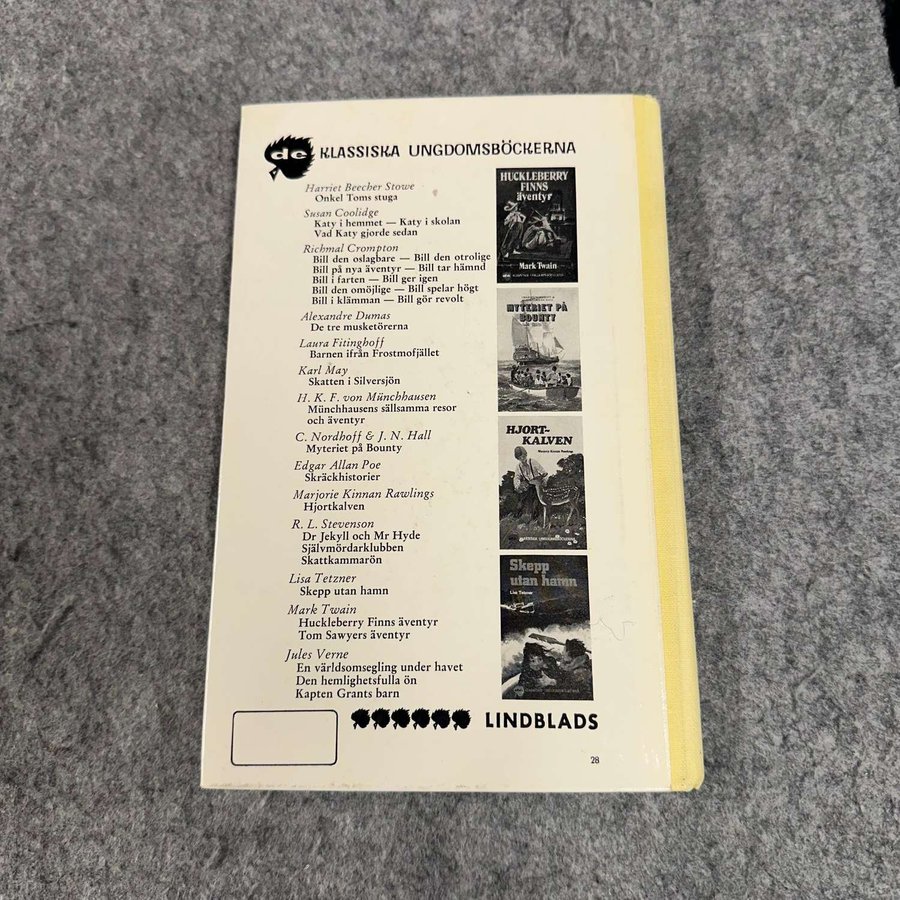 de KLASSISKA UNGDOMSBÖCKERNA
Harriet Beecher Stowe
Onkel Toms stuga
Susan Coolidge
Katy i hemmet — Katy i skolan
Vad Katy gjorde sedan
Richmal Crompton
Bill den oslagbare — Bill den otrolige
Bill på nya äventyr — Bill tar hämnd
Bill i farten — Bill ger igen
Bill den omöjlige — Bill spelar högt
Bill i klämman — Bill gör revolt
Alexandre Dumas
De tre musketörerna
Laura Fitinghoff
Barnen ifrån Frostmofjället
Karl May
Skatten i Silversjön
H. K. F. von Münchhausen
Münchhausens sällsamma resor
och äventyr
C. Nordhoff & J. N. Hall
Myteriet på Bounty
Edgar Allan Poe
Skräckhistorier
Marjorie Kinnan Rawlings
Hjortkalven
R. L. Stevenson
Dr Jekyll och Mr Hyde
Självmördarklubben
Skattkammarön
Lisa Tetzner
Skepp utan hamn
Mark Twain
Huckleberry Finns äventyr
Tom Sawyers äventyr
Jules Verne
En världsomsegling under havet
Den hemlighetsfulla ön
Kapten Grants barn
HUCKLEBERRY
FINNS
äventyr
Mark Twain
MYTERIET PÅ
BOUNTY
HJORT-
KALVEN
Marjorie Kinnan Rawlings
Skepp
utan hamn
Lisa Tetzner
LINDBLADS
28